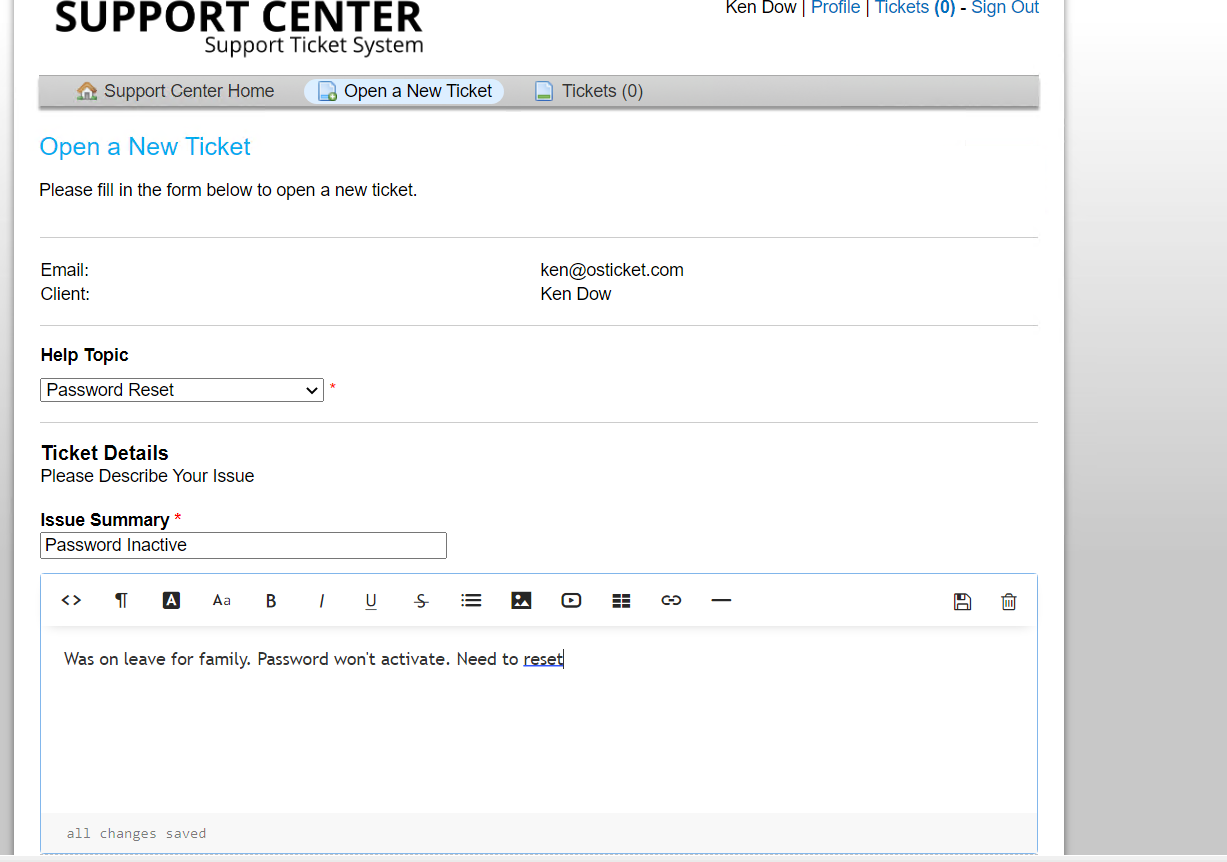 SUPPORT CENTER
Support Ticket System
Ken Dow | Profile | Tickets (0) - Sign Out
Support Center Home Open a New Ticket Tickets (0)
Open a New Ticket
Please fill in the form below to open a new ticket.
Email: ken@osticket.com
Client: Ken Dow
Help Topic
Password Reset *
Ticket Details
Please Describe Your Issue
Issue Summary *
Password Inactive
<> ¶ A Aa B I U S
Was on leave for family. Password won't activate. Need to reset
all changes saved